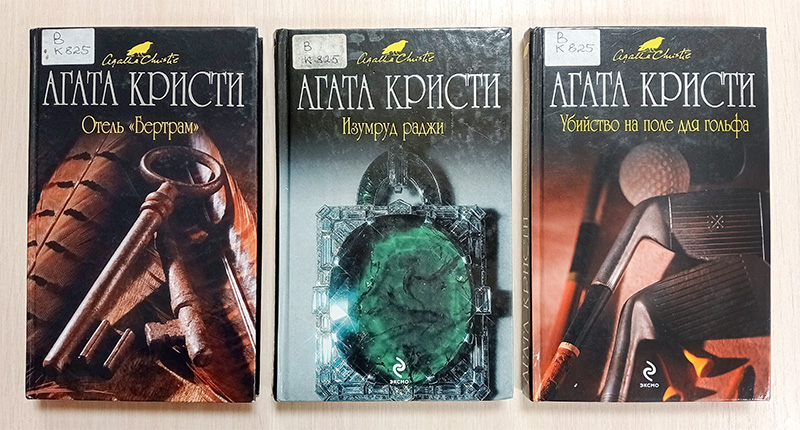 В
К 825
Agatha Christie
АГАТА КРИСТИ
Отель «Бертрам»
В
К 825
Agatha Christie
АГАТА КРИСТИ
Изумруд раджи
ЭКСМО
В
К 825
Agatha Christie
АГАТА КРИСТИ
Убийство на поле для гольфа
АГАТА КРИСТИ
ЭКСМО